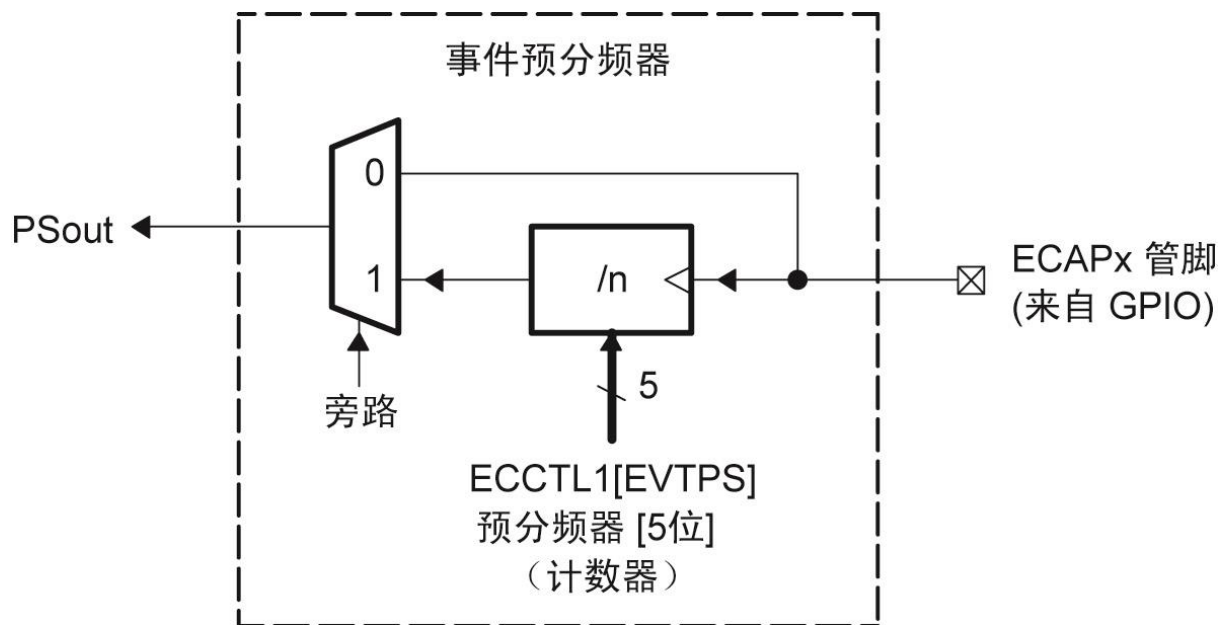 事件预分频器
0
PSout
1
/n
ECAPx 管脚
(来自 GPIO)
5
旁路
ECCTL1[EVTPS]
预分频器 [5位]
（计数器）